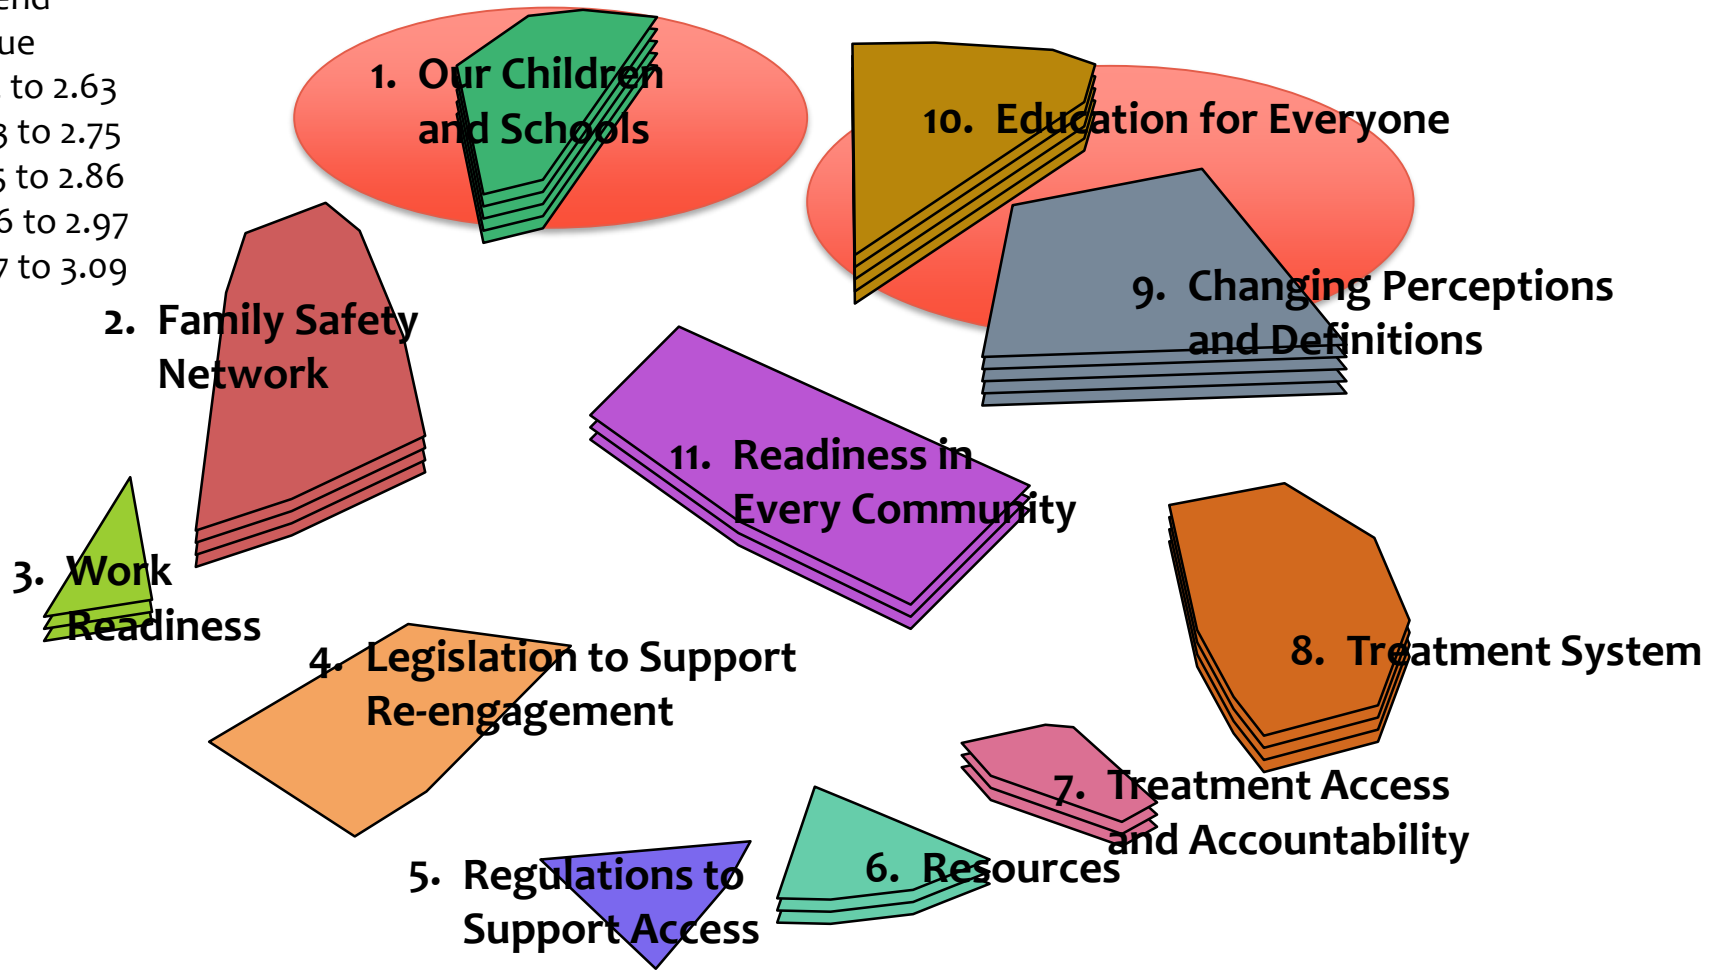 to 2.63
to 2.75
to 2.86
to 2.97
to 3.09
1. Our Children
and Schools
10. Education for Everyone
9. Changing Perceptions
and Definitions
2. Family Safety
Network
11. Readiness in
Every Community
3. Work
Readiness
4. Legislation to Support
Re-engagement
8. Treatment System
7. Treatment Access
and Accountability
5. Regulations to
Support Access
6. Resources